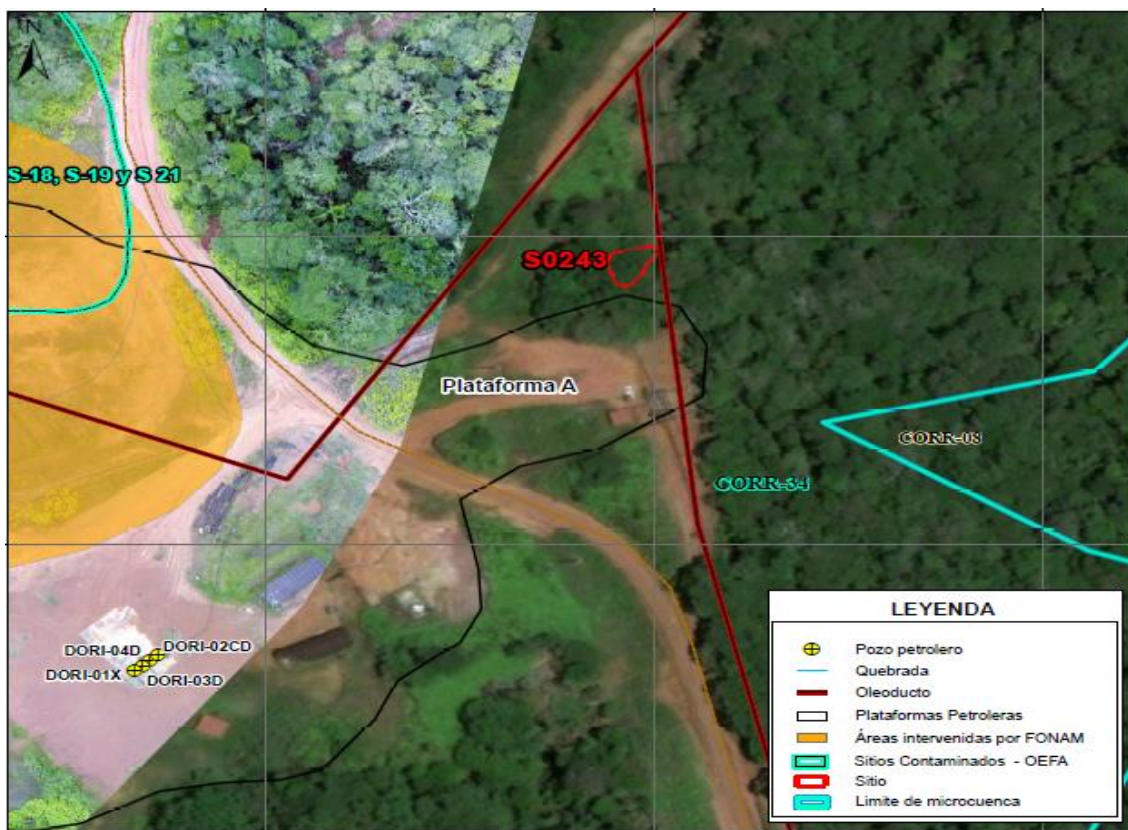 N
S-18, S-19 y S 21
S0243
Plataforma A
CORR-08
CORR-34
DORI-04D
DORI-02CD
DORI-01X
DORI-03D
LEYENDA
Pozo petrolero
Quebrada
Oleoducto
Plataformas Petroleras
Áreas intervenidas por FONAM
Sitios Contaminados - OEFA
Sitio
Limite de microcuenca